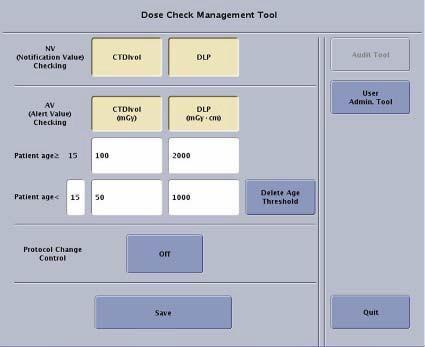 Dose Check Management Tool
NV
(Notification Value)
Checking
CTDIvol
DLP
Audit Tool
User
Admin. Tool
AV
(Alert Value)
Checking
CTDIvol
(mGy)
DLP
(mGy·cm)
Patient age≥ 15
100
2000
Patient age< 15
50
1000
Delete Age
Threshold
Protocol Change
Control
Off
Save
Quit